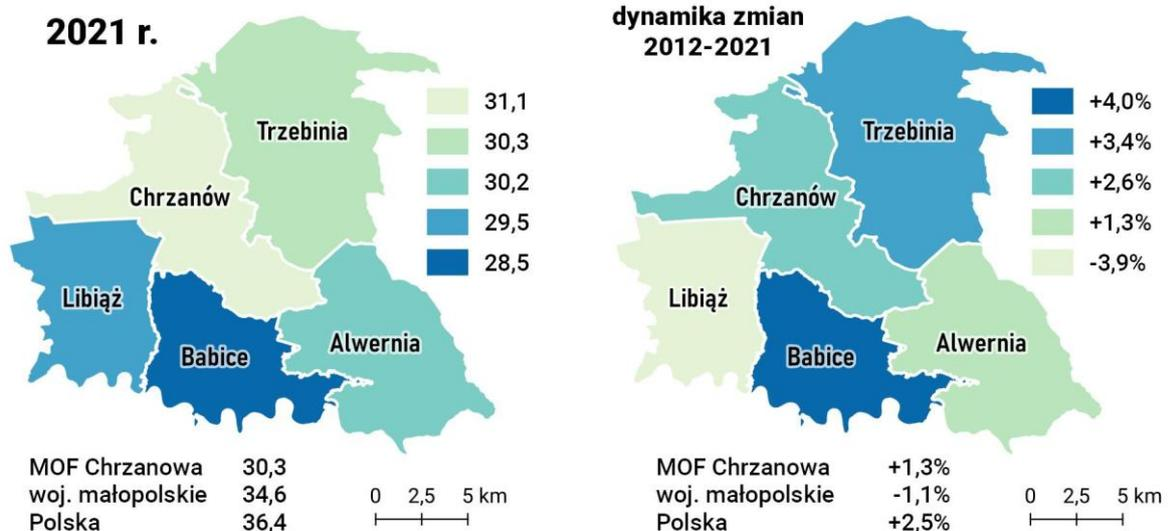 2021 r.
Trzebinia
Chrzanów
Libiąż
Babice
Alwernia
31,1
30,3
30,2
29,5
28,5
MOF Chrzanowa 30,3
woj. małopolskie 34,6
Polska 36,4
0 2,5 5 km
dynamika zmian
2012-2021
Trzebinia
Chrzanów
Libiąż
Babice
Alwernia
+4,0%
+3,4%
+2,6%
+1,3%
-3,9%
MOF Chrzanowa +1,3%
woj. małopolskie -1,1%
Polska +2,5%
0 2,5 5 km